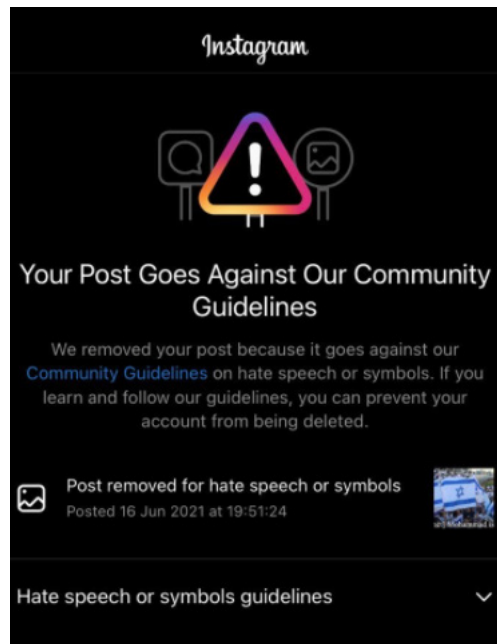 Instagram
Your Post Goes Against Our Community
Guidelines
We removed your post because it goes against our
Community Guidelines on hate speech or symbols. If you
learn and follow our guidelines, you can prevent your
account from being deleted.
Post removed for hate speech or symbols
Posted 16 Jun 2021 at 19:51:24
Hate speech or symbols guidelines